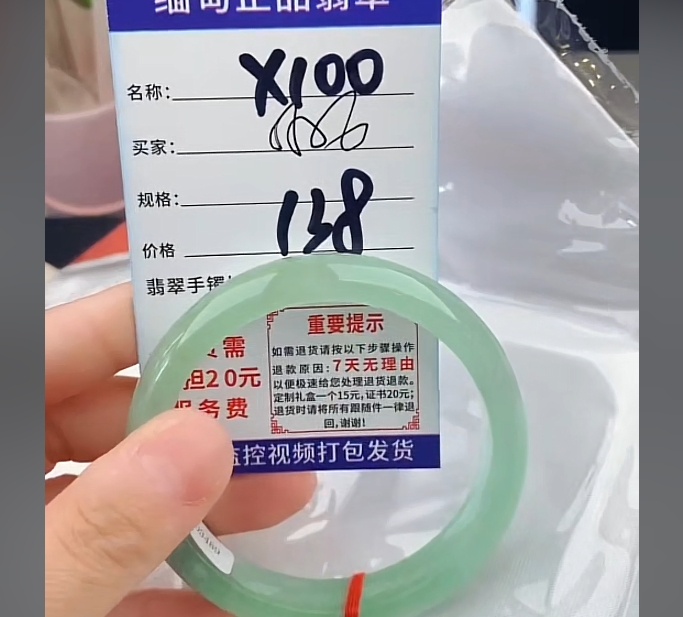 缅甸正品翡翠
名称: X100
买家:
规格:
价格 138
翡翠手镯
需
担20元
服务费
重要提示
如需退货请按以下步骤操作
退款原因:7天无理由
以便极速给您处理退货退款。
定制礼盒一个15元,证书20元;
退货时请将所有跟随件一律退
回,谢谢!
监控视频打包发货